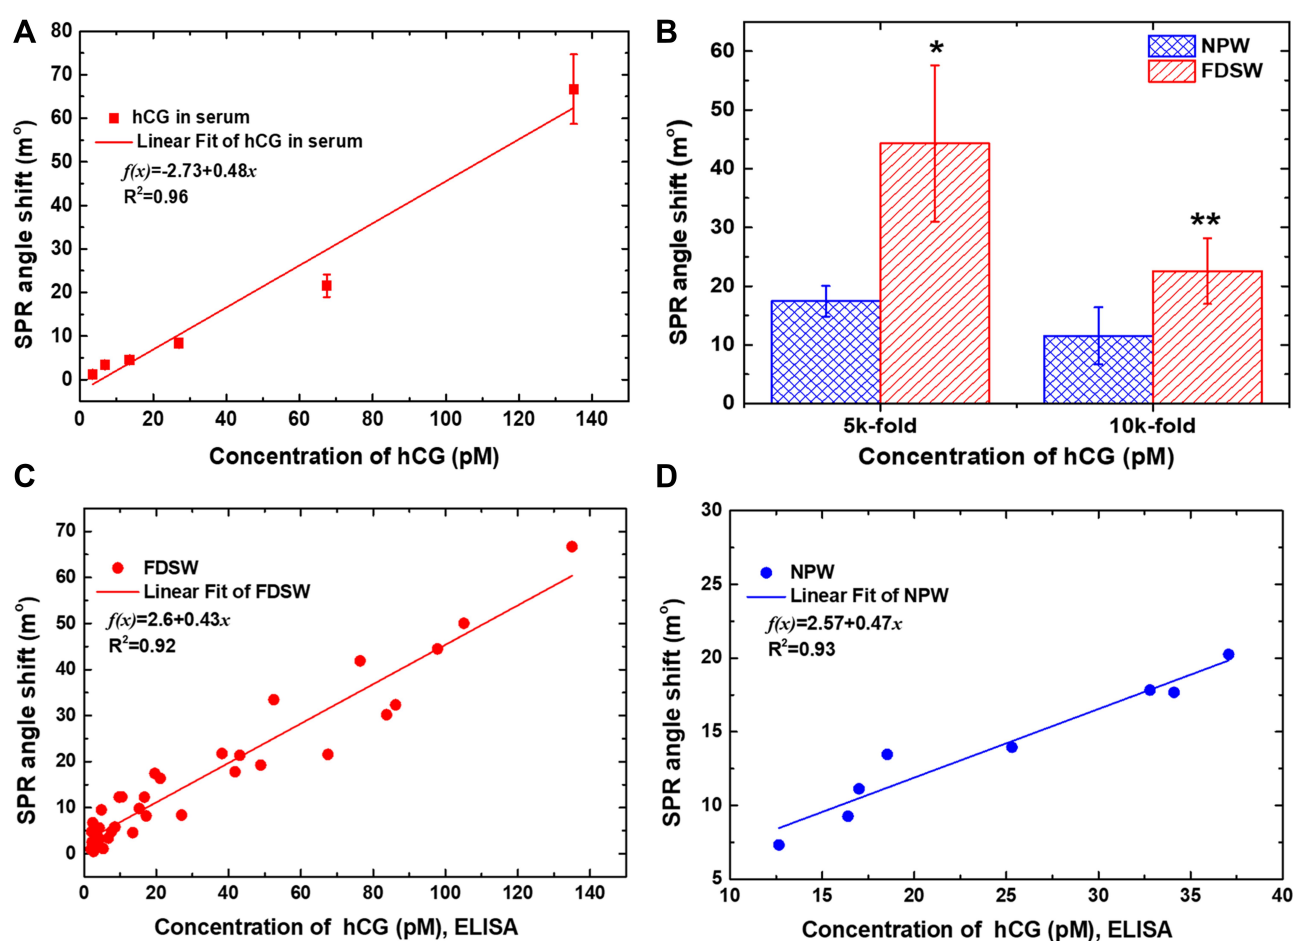 A
80
70
60
50
40
30
20
10
0
SPR angle shift (m°)
hCG in serum
Linear Fit of hCG in serum
f(x)=-2.73+0.48x
R²=0.96
0 20 40 60 80 100 120 140
Concentration of hCG (pM)
B
60
50
40
30
20
10
0
SPR angle shift (m°)
NPW
FDSW
*
**
5k-fold 10k-fold
Concentration of hCG (pM)
C
70
60
50
40
30
20
10
0
SPR angle shift (m°)
FDSW
Linear Fit of FDSW
f(x)=2.6+0.43x
R²=0.92
0 20 40 60 80 100 120 140
Concentration of hCG (pM), ELISA
D
30
25
20
15
10
5
SPR angle shift (m°)
NPW
Linear Fit of NPW
f(x)=2.57+0.47x
R²=0.93
10 15 20 25 30 35 40
Concentration of hCG (pM), ELISA